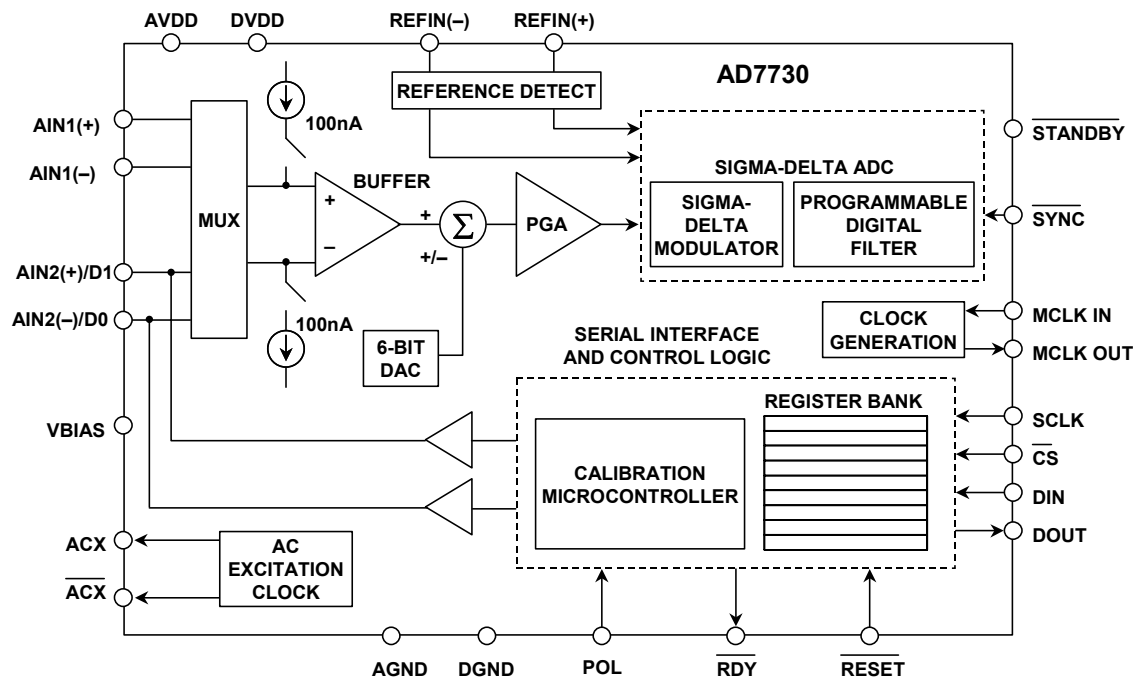 AVDD
DVDD
REFIN(–)
REFIN(+)
AD7730
REFERENCE DETECT
100nA
AIN1(+)
AIN1(–)
STANDBY
SIGMA-DELTA ADC
BUFFER
MUX
+
–
+
+/–
Σ
PGA
SIGMA-
DELTA
MODULATOR
PROGRAMMABLE
DIGITAL
FILTER
SYNC
AIN2(+)/D1
AIN2(–)/D0
100nA
6-BIT
DAC
SERIAL INTERFACE
AND CONTROL LOGIC
CLOCK
GENERATION
MCLK IN
MCLK OUT
REGISTER BANK
VBIAS
CALIBRATION
MICROCONTROLLER
SCLK
CS
DIN
DOUT
ACX
ACX
AC
EXCITATION
CLOCK
AGND
DGND
POL
RDY
RESET